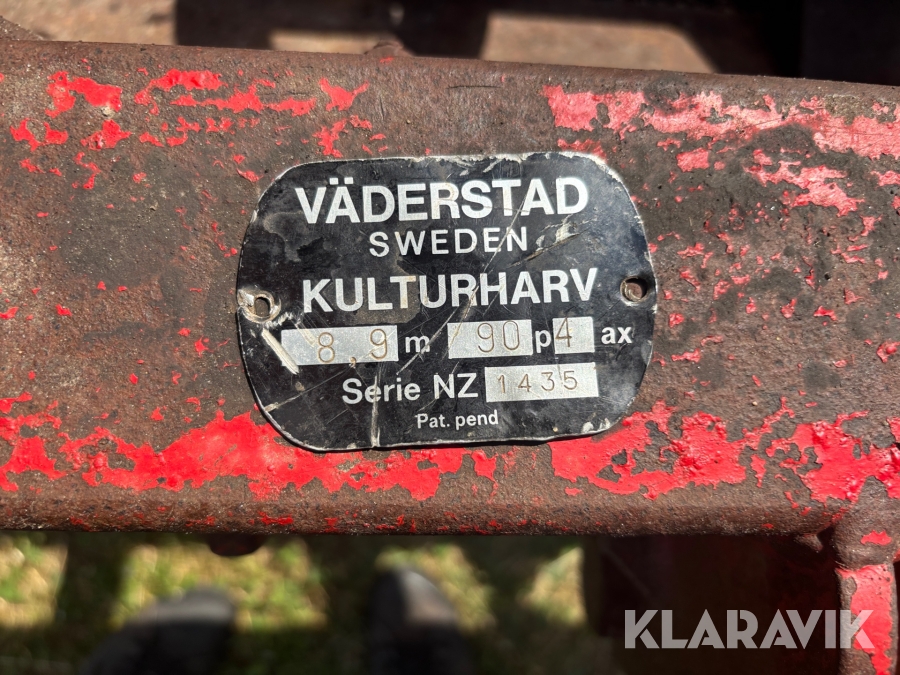 VÄDERSTAD
SWEDEN
KULTURHARV
8,9 m 90 p 4 ax
Serie NZ 1435
Pat. pend
KLARAVIK